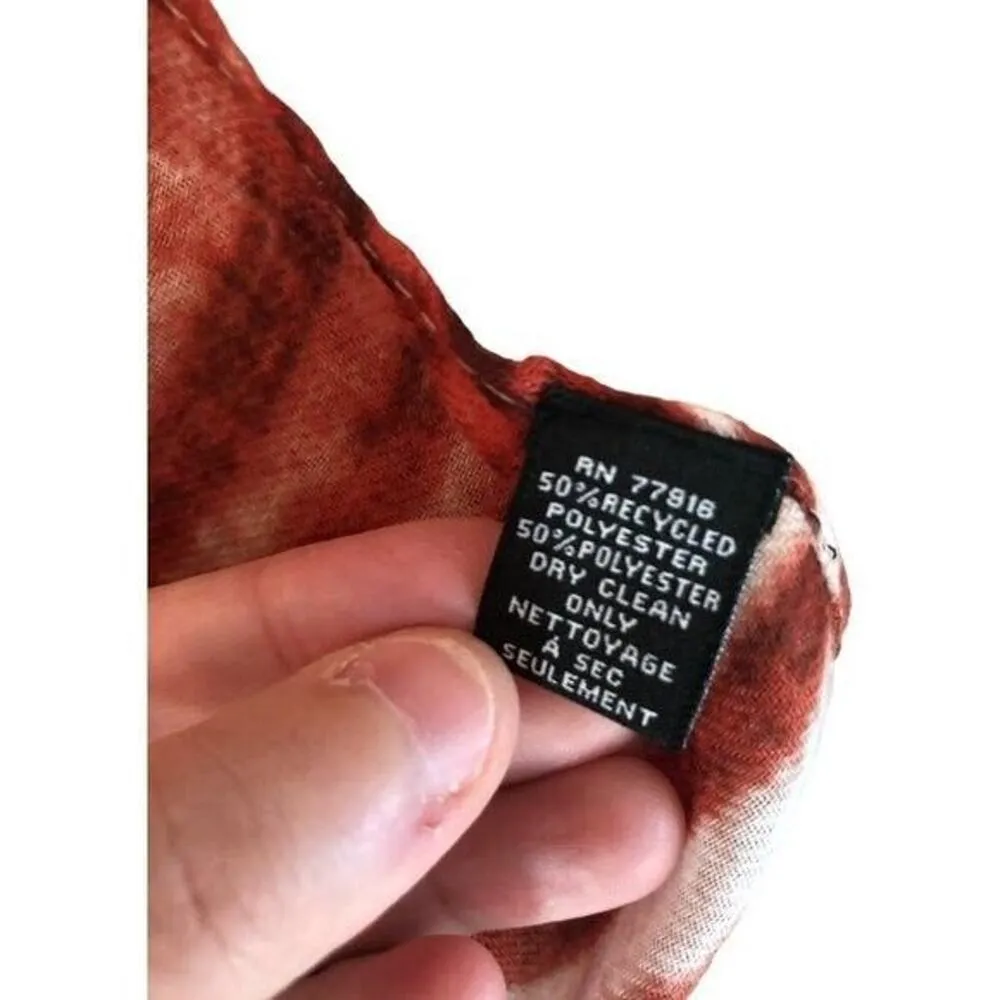 RN 77916
50%RECYCLED
POLYESTER
50%POLYESTER
DRY CLEAN
ONLY
NETTOYAGE
À SEC
SEULEMENT